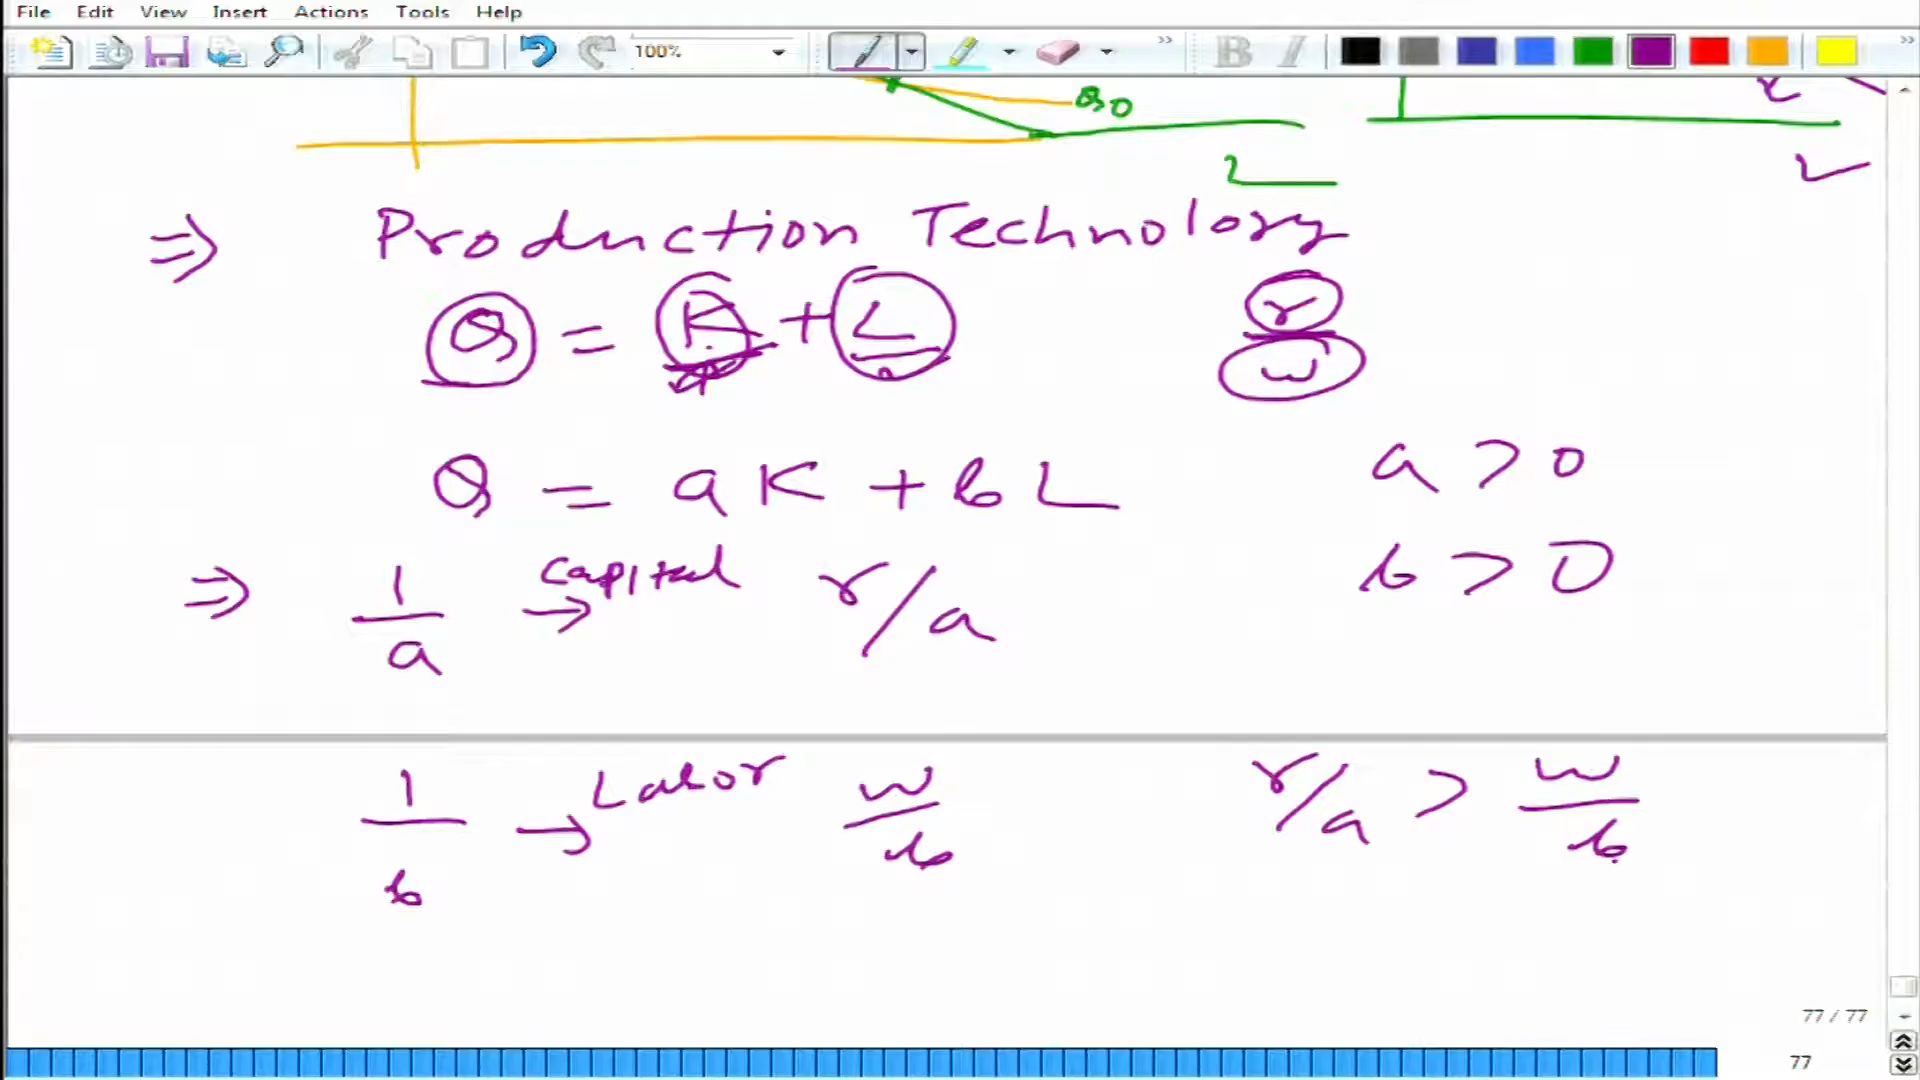 File Edit View Insert Actions Tools Help
100%
B I
Q0
L
L
⇒ Production Technology
Q = K + L r/w
Q = aK + bL a > 0
⇒ 1/a → capital r/a b > 0
1/b → Labor w/b r/a > w/b
77 / 77
77